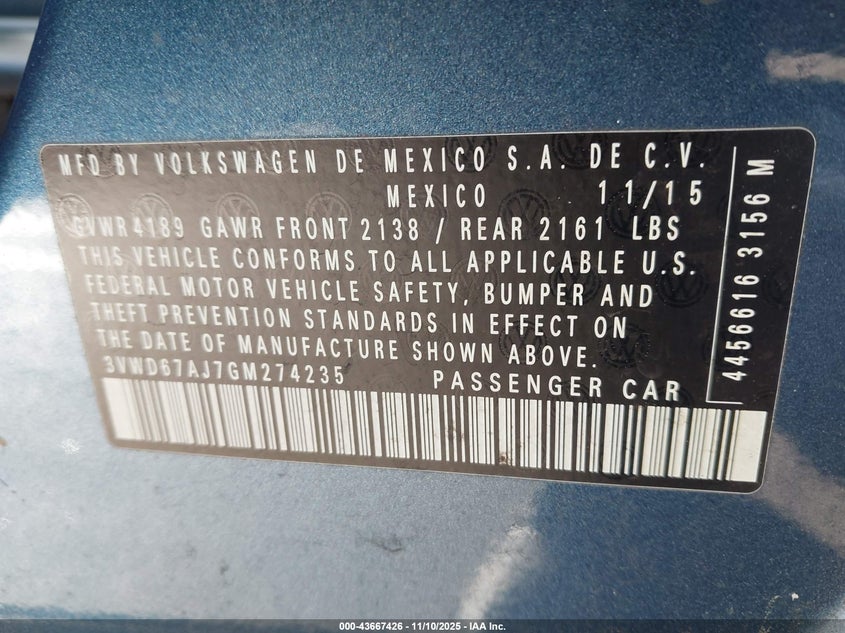 MFD BY VOLKSWAGEN DE MEXICO S.A. DE C.V.
MEXICO 11/15
GVWR 4189 GAWR FRONT 2138 / REAR 2161 LBS
THIS VEHICLE CONFORMS TO ALL APPLICABLE U.S.
FEDERAL MOTOR VEHICLE SAFETY, BUMPER AND
THEFT PREVENTION STANDARDS IN EFFECT ON
THE DATE OF MANUFACTURE SHOWN ABOVE.
3VWD67AJ7GM274235 PASSENGER CAR
4456616 3156 M
000-43667426 - 11/10/2025 - IAA Inc.